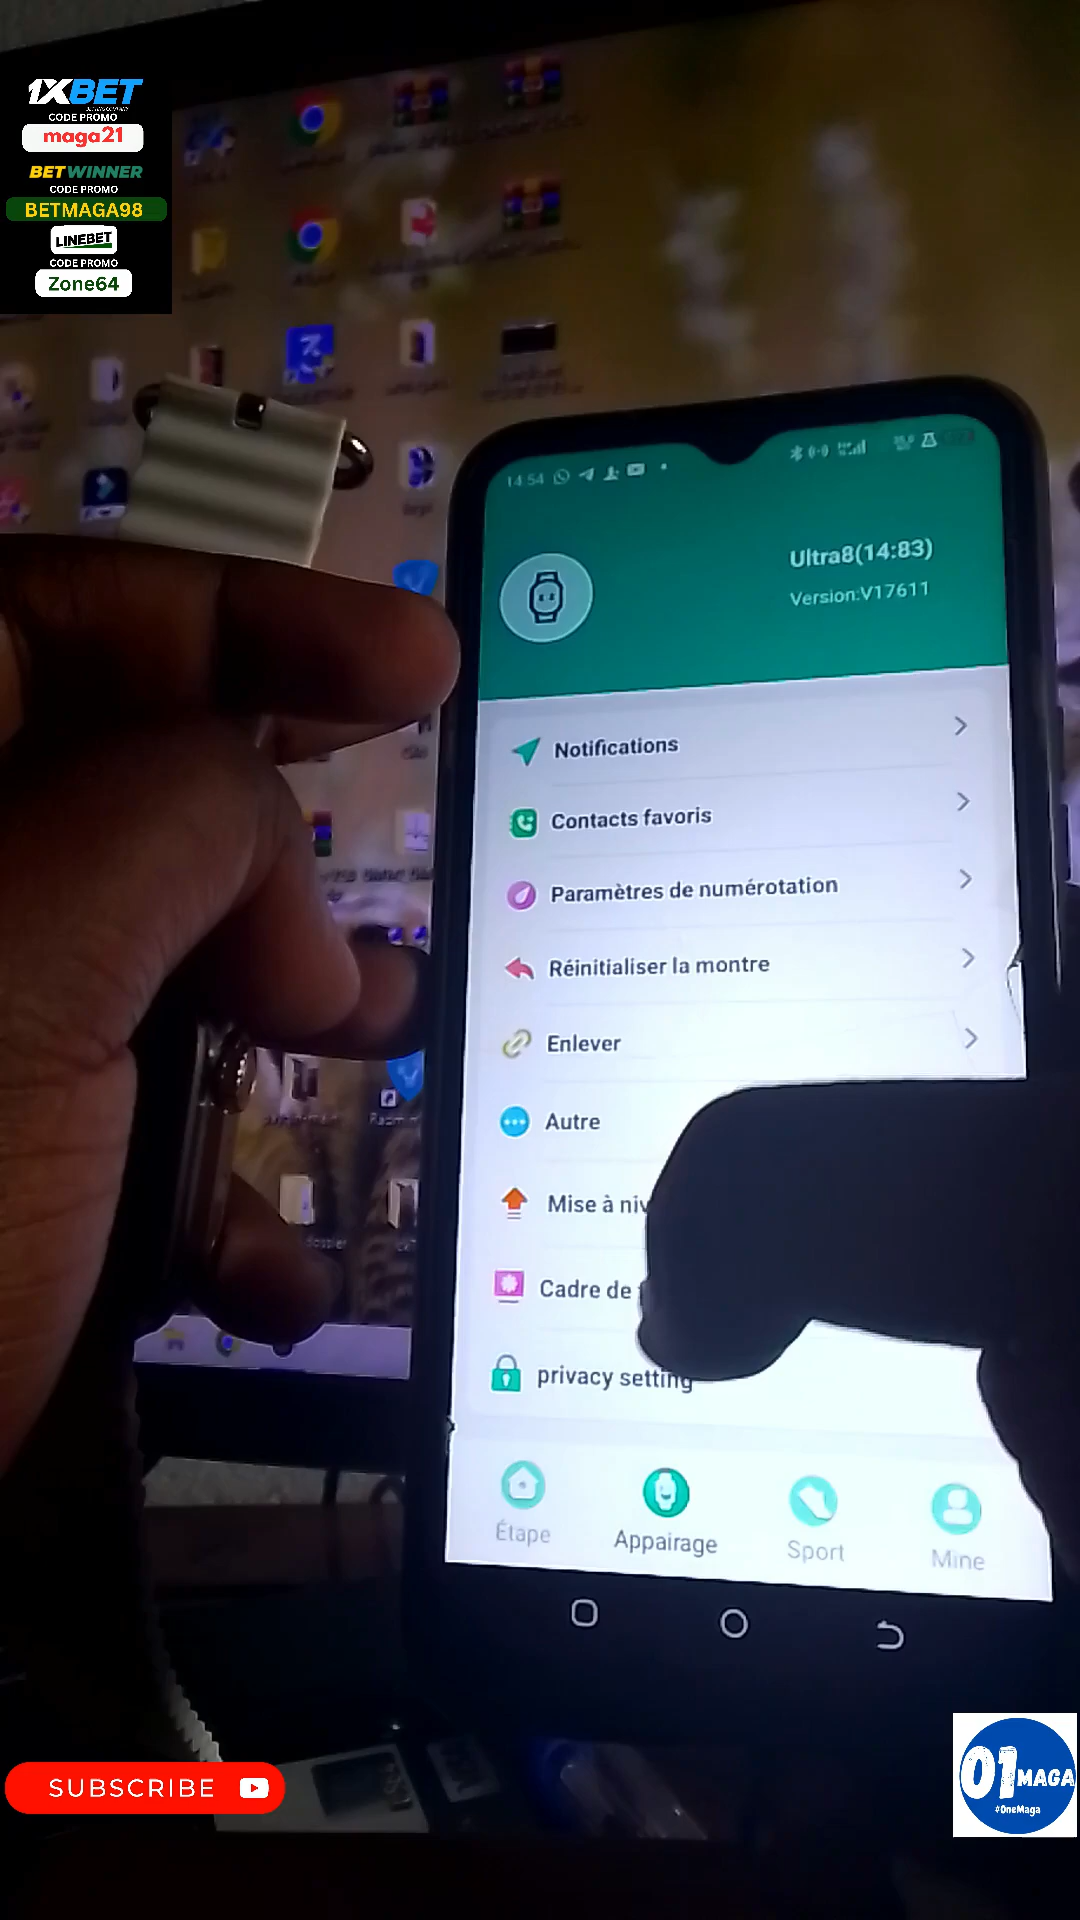 1XBET
CODE PROMO
maga21
BETWINNER
CODE PROMO
BETMAGA98
LINEBET
CODE PROMO
Zone64
14:54
Ultra8(14:83)
Version:V17611
Notifications
Contacts favoris
Paramètres de numérotation
Réinitialiser la montre
Enlever
Autre
Mise à niv
Cadre de
privacy setting
Étape
Appairage
Sport
Mine
SUBSCRIBE
01MAGA
#OneMaga